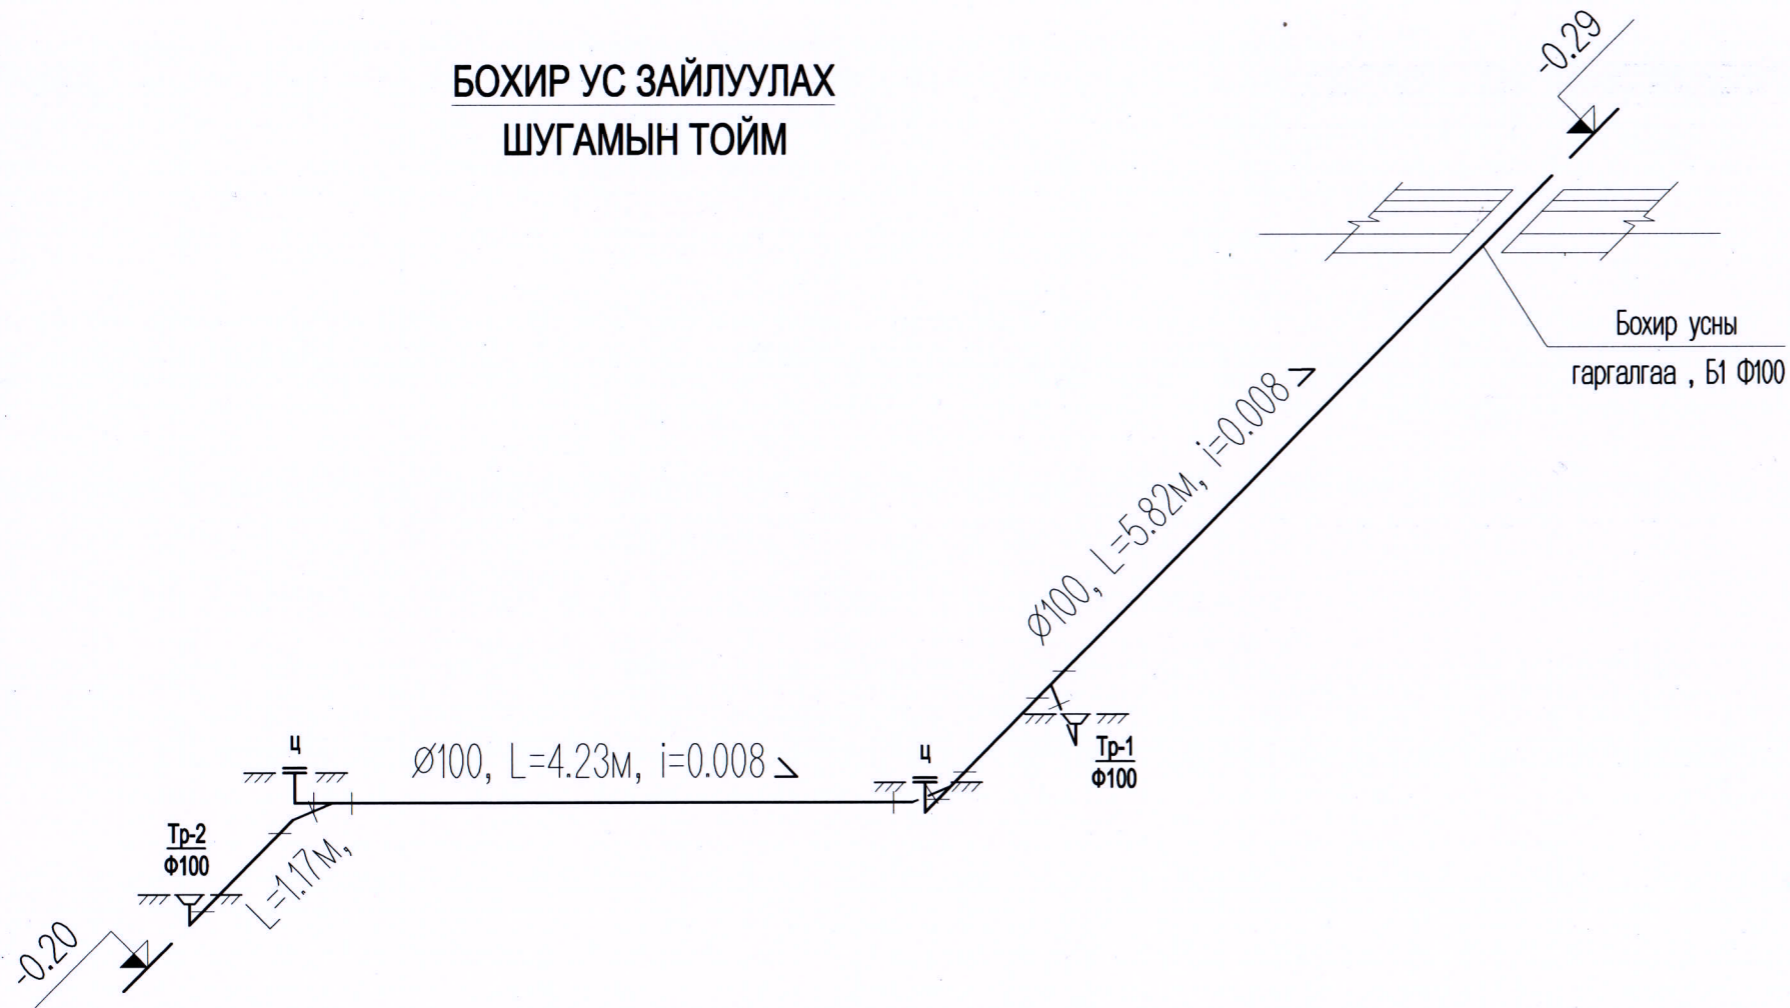 БОХИР УС ЗАЙЛУУЛАХ
ШУГАМЫН ТОЙМ
-0.29
Бохир усны
гаргалгаа , Б1 Ф100
Ø100, L=5.82м, i=0.008
Тр-1
Ф100
ц
Ø100, L=4.23м, i=0.008
ц
Тр-2
Ф100
L=1.17м,
-0.20